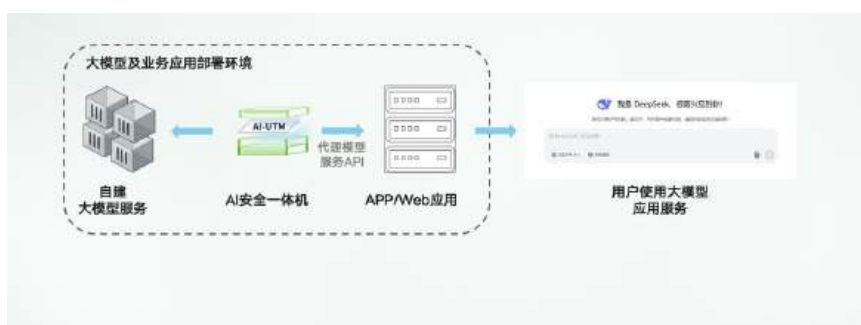 大模型及业务应用部署环境
AI-UTM
代理模型
服务API
自建
大模型服务
AI安全一体机
APP/Web应用
我是 DeepSeek，很高兴见到你！
用户使用大模型
应用服务